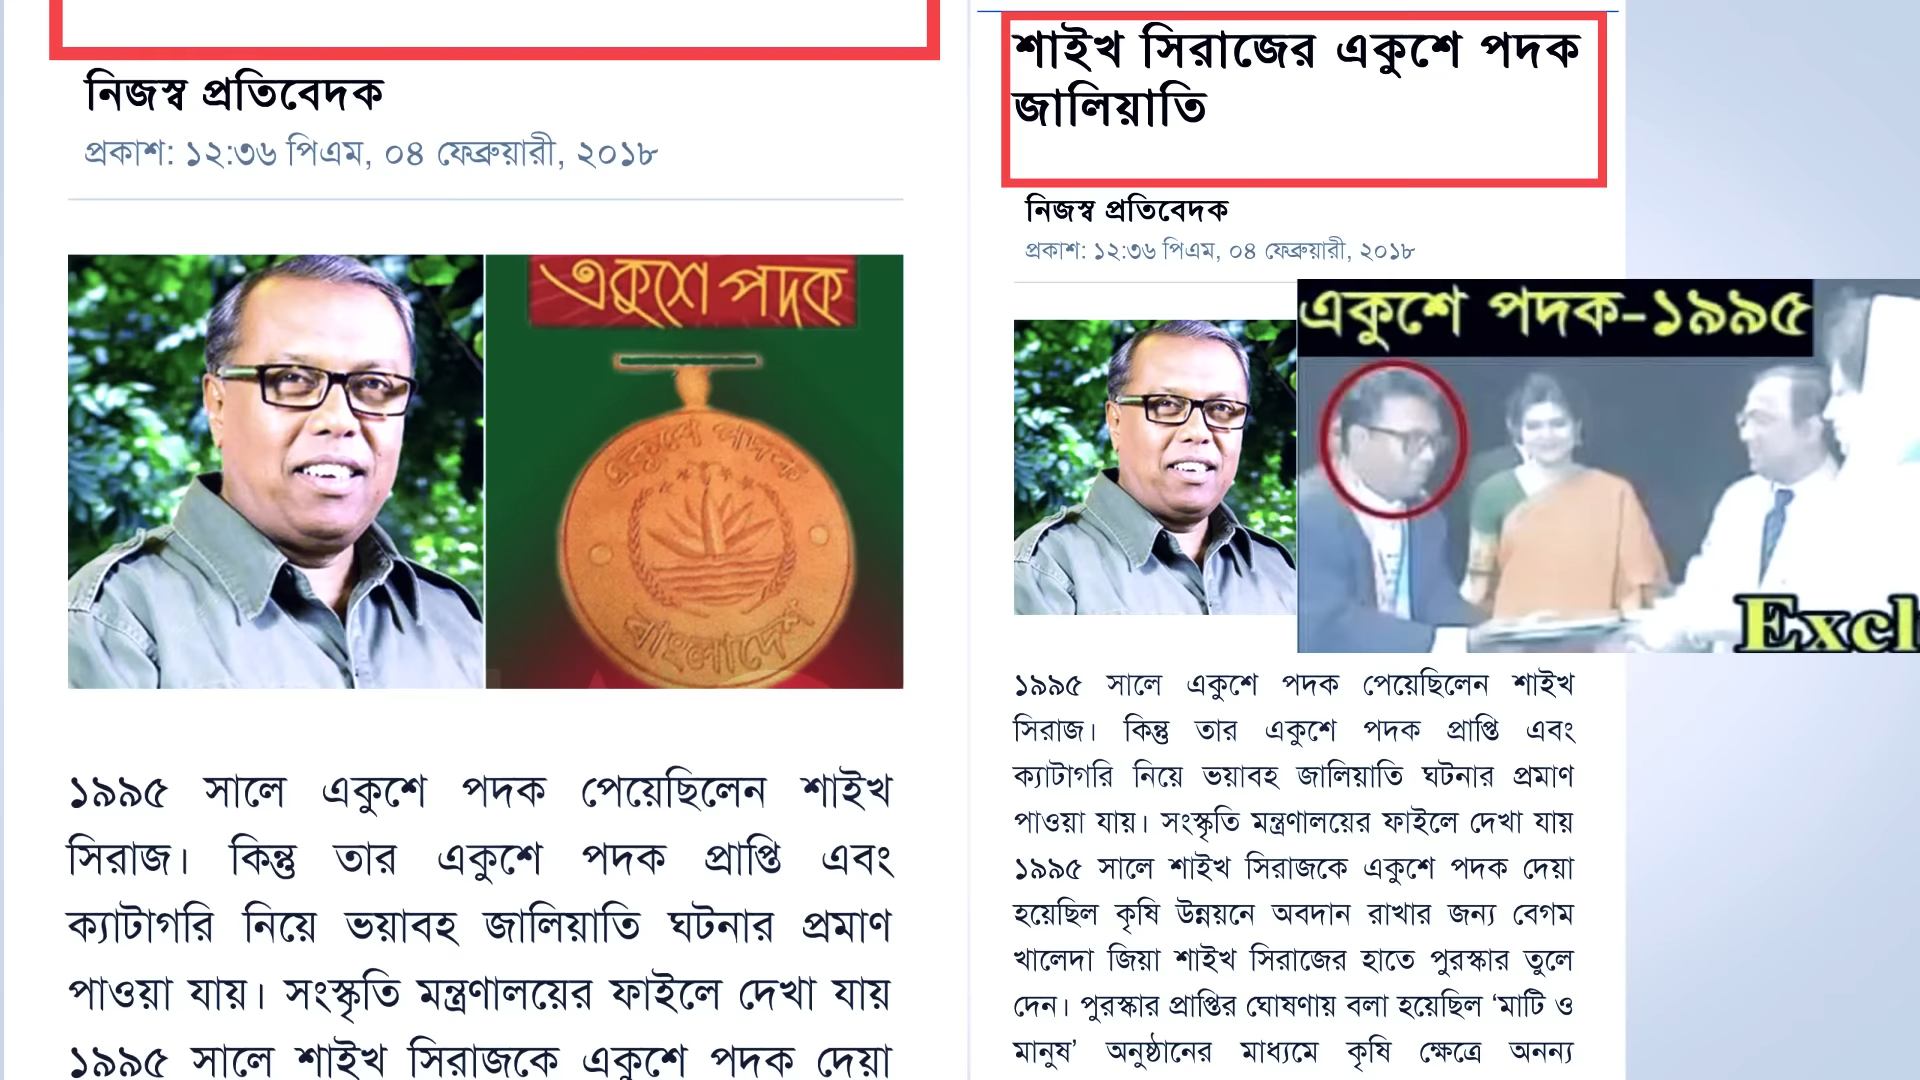 নিজস্ব প্রতিবেদক
প্রকাশ: ১২:৩৬ পিএম, ০৪ ফেব্রুয়ারী, ২০১৮
একুশে পদক
একুশে পদক
বাংলাদেশ
১৯৯৫ সালে একুশে পদক পেয়েছিলেন শাইখ
সিরাজ। কিন্তু তার একুশে পদক প্রাপ্তি এবং
ক্যাটাগরি নিয়ে ভয়াবহ জালিয়াতি ঘটনার প্রমাণ
পাওয়া যায়। সংস্কৃতি মন্ত্রণালয়ের ফাইলে দেখা যায়
১৯৯৫ সালে শাইখ সিরাজকে একুশে পদক দেয়া
শাইখ সিরাজের একুশে পদক
জালিয়াতি
নিজস্ব প্রতিবেদক
প্রকাশ: ১২:৩৬ পিএম, ০৪ ফেব্রুয়ারী, ২০১৮
একুশে পদক-১৯৯৫
Excl
১৯৯৫ সালে একুশে পদক পেয়েছিলেন শাইখ
সিরাজ। কিন্তু তার একুশে পদক প্রাপ্তি এবং
ক্যাটাগরি নিয়ে ভয়াবহ জালিয়াতি ঘটনার প্রমাণ
পাওয়া যায়। সংস্কৃতি মন্ত্রণালয়ের ফাইলে দেখা যায়
১৯৯৫ সালে শাইখ সিরাজকে একুশে পদক দেয়া
হয়েছিল কৃষি উন্নয়নে অবদান রাখার জন্য বেগম
খালেদা জিয়া শাইখ সিরাজের হাতে পুরস্কার তুলে
দেন। পুরস্কার প্রাপ্তির ঘোষণায় বলা হয়েছিল ‘মাটি ও
মানুষ’ অনুষ্ঠানের মাধ্যমে কৃষি ক্ষেত্রে অনন্য